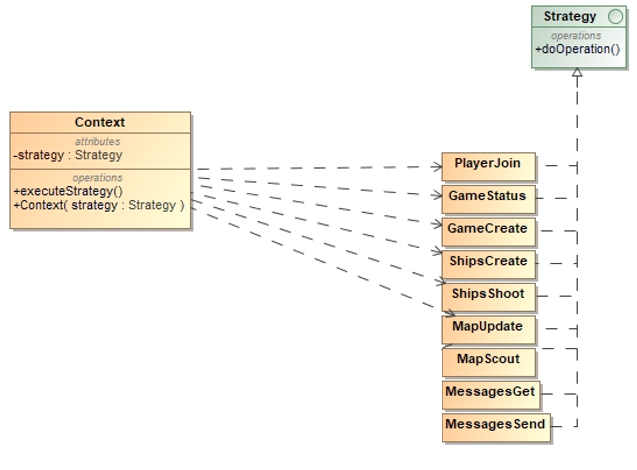 Strategy
operations
+doOperation()
Context
attributes
-strategy : Strategy
operations
+executeStrategy()
+Context( strategy : Strategy )
PlayerJoin
GameStatus
GameCreate
ShipsCreate
ShipsShoot
MapUpdate
MapScout
MessagesGet
MessagesSend